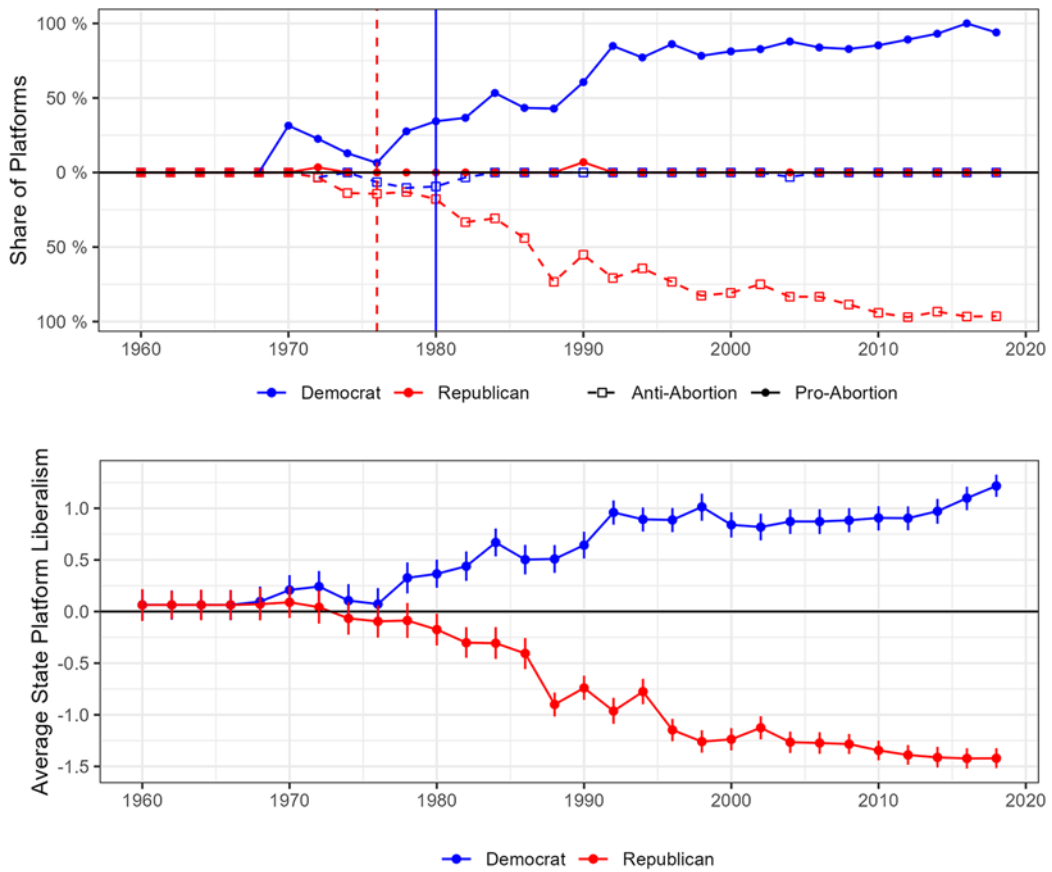 100 %
50 %
0 %
50 %
100 %
Share of Platforms
1960 1970 1980 1990 2000 2010 2020
Democrat Republican Anti-Abortion Pro-Abortion
1.0
0.5
0.0
-0.5
-1.0
-1.5
Average State Platform Liberalism
1960 1970 1980 1990 2000 2010 2020
Democrat Republican